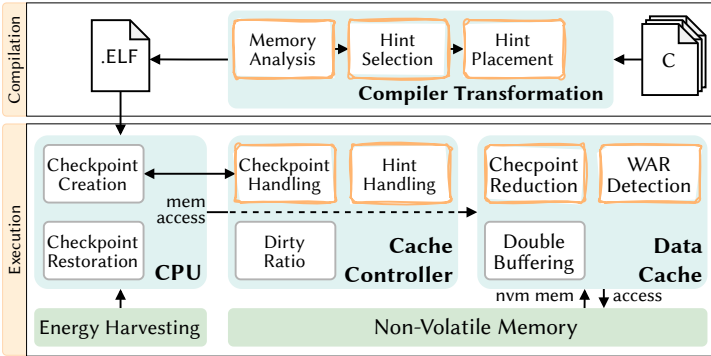 Compilation
.ELF
Memory
Analysis
Hint
Selection
Hint
Placement
Compiler Transformation
C
Execution
Checkpoint
Creation
Checkpoint
Restoration
CPU
Energy Harvesting
mem
access
Checkpoint
Handling
Hint
Handling
Dirty
Ratio
Cache
Controller
Checpoint
Reduction
WAR
Detection
Double
Buffering
Data
Cache
nvm mem
access
Non-Volatile Memory